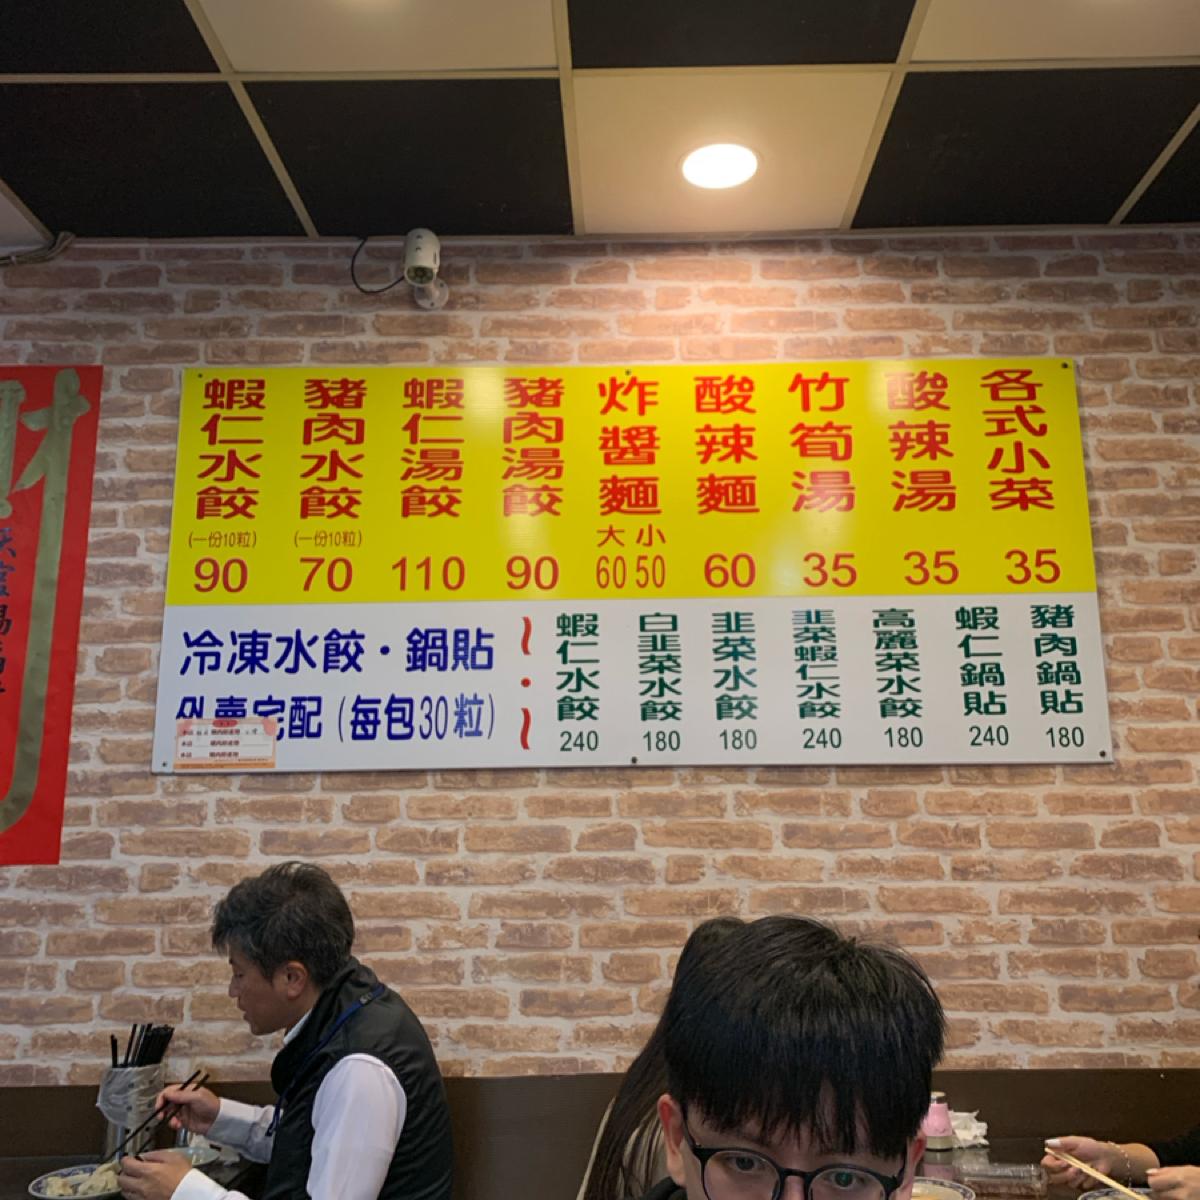 財
蝦仁水餃
(一份10粒)
90
豬肉水餃
(一份10粒)
70
蝦仁湯餃
110
豬肉湯餃
90
炸醬麵
大 小
60 50
酸辣麵
60
竹筍湯
35
酸辣湯
35
各式小菜
35
冷凍水餃·鍋貼
外賣宅配(每包30粒)
蝦仁水餃
240
白韭菜水餃
180
韭菜水餃
180
韭菜蝦仁水餃
240
高麗菜水餃
180
蝦仁鍋貼
240
豬肉鍋貼
180